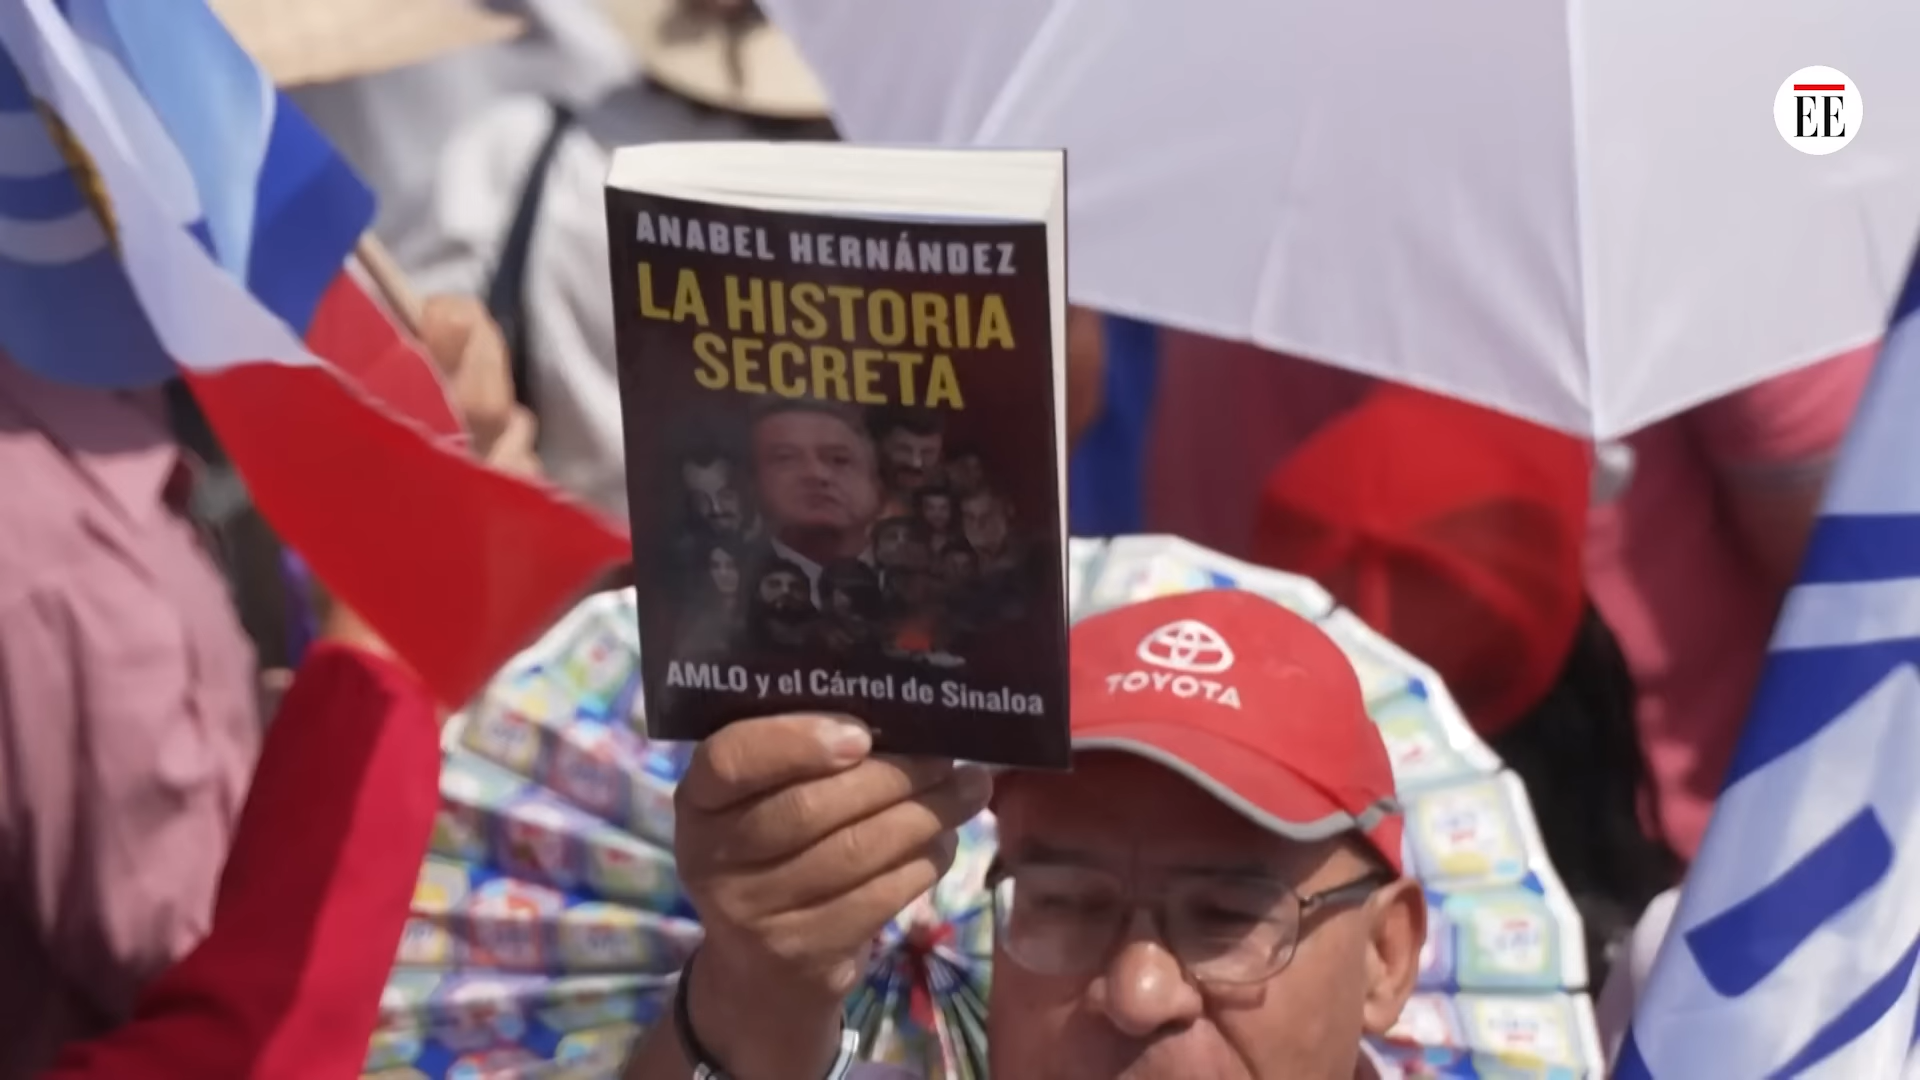 EE
ANABEL HERNÁNDEZ
LA HISTORIA
SECRETA
AMLO y el Cártel de Sinaloa
TOYOTA